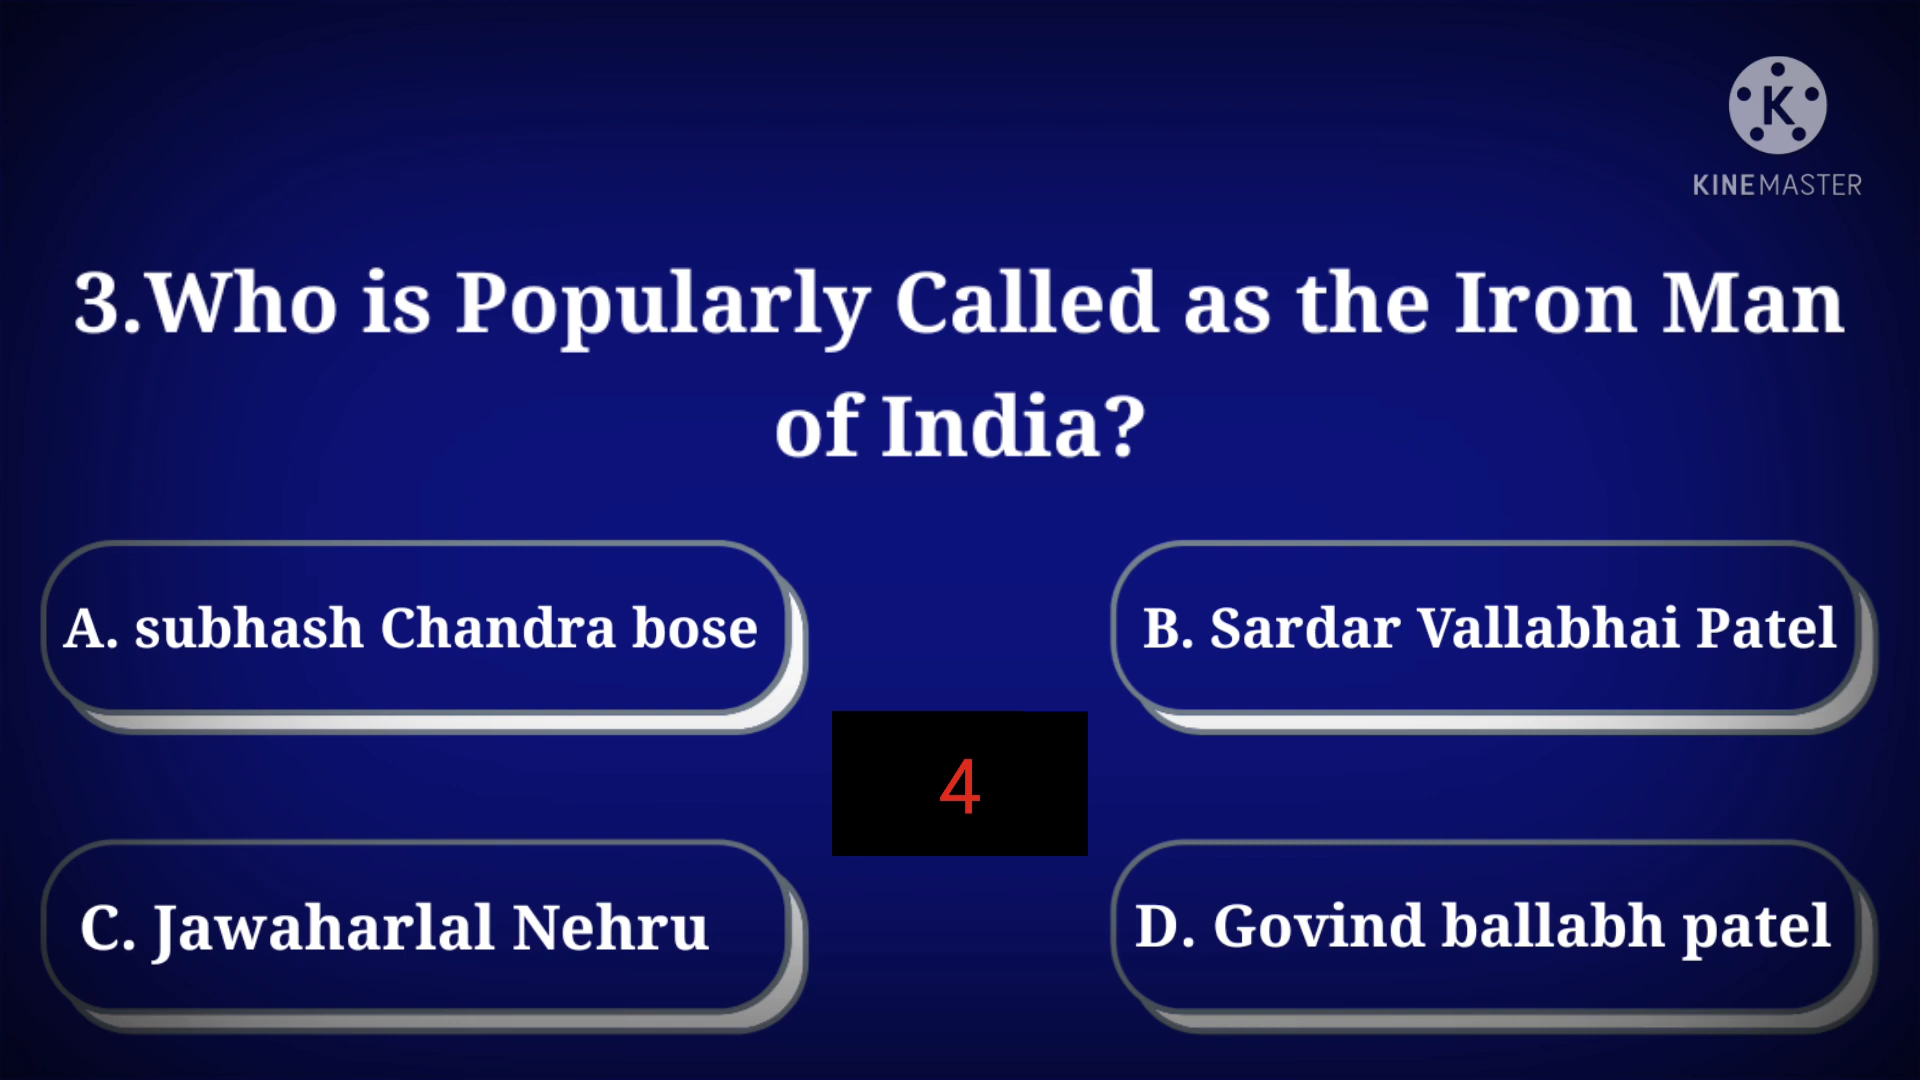 K
KINEMASTER
3.Who is Popularly Called as the Iron Man
of India?
A. subhash Chandra bose
B. Sardar Vallabhai Patel
4
C. Jawaharlal Nehru
D. Govind ballabh patel